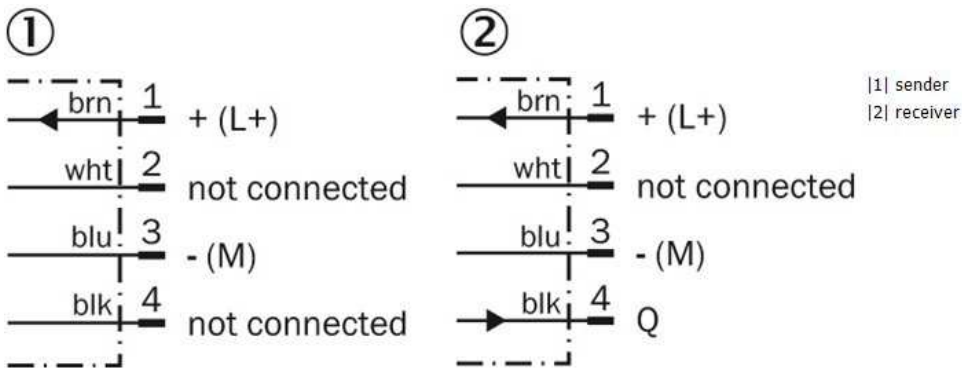 ①
brn 1 + (L+)
wht 2 not connected
blu 3 - (M)
blk 4 not connected
②
brn 1 + (L+)
wht 2 not connected
blu 3 - (M)
blk 4 Q
|1| sender
|2| receiver